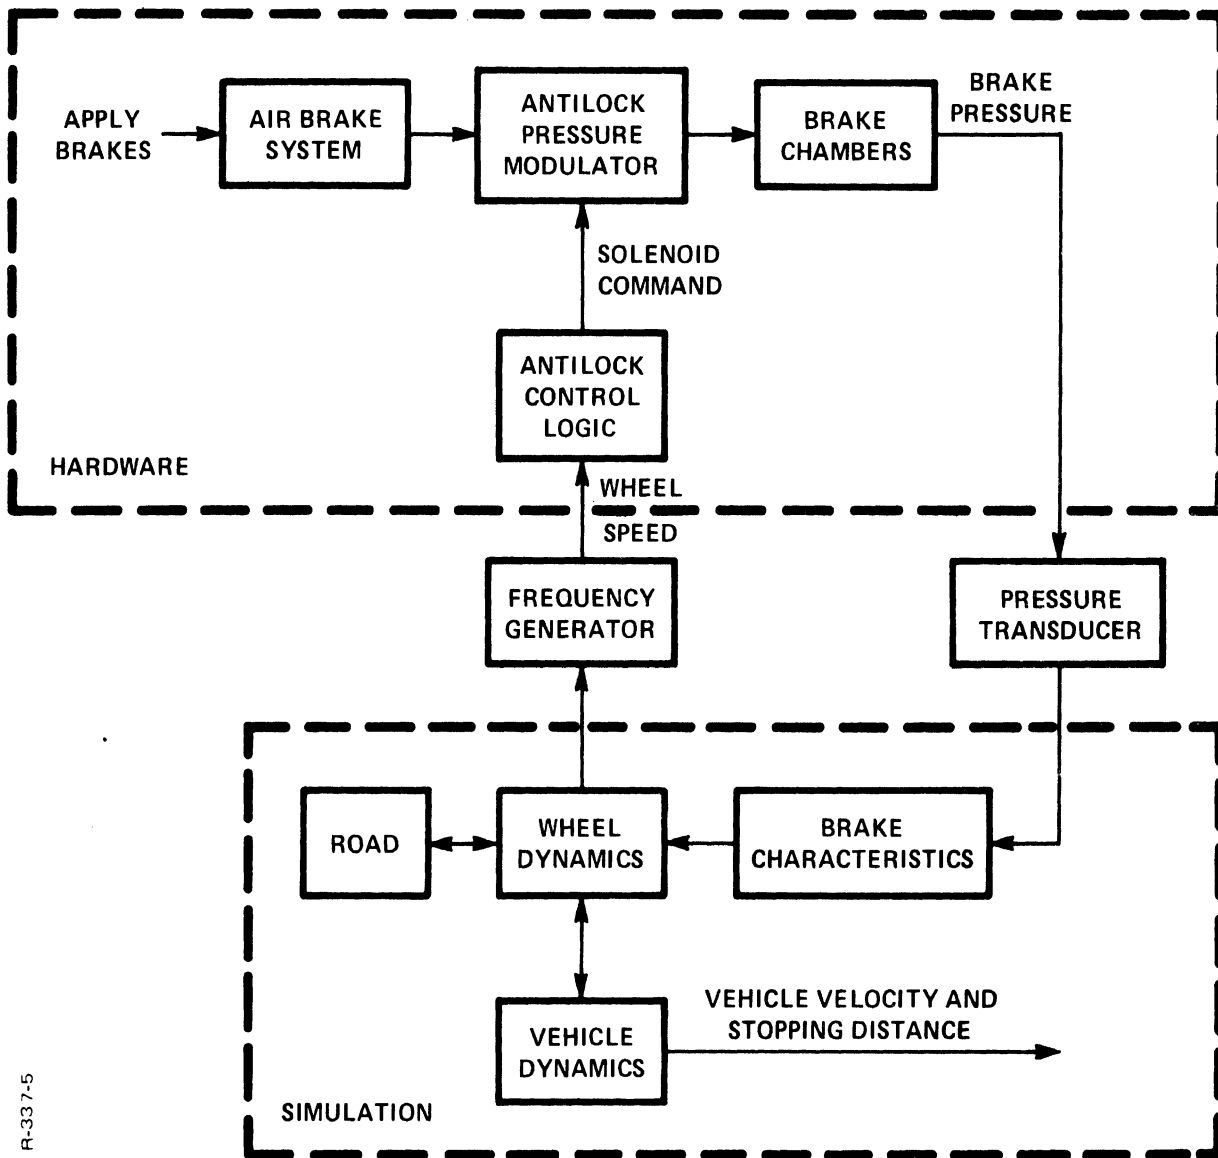 APPLY
BRAKES
AIR BRAKE
SYSTEM
ANTILOCK
PRESSURE
MODULATOR
BRAKE
CHAMBERS
BRAKE
PRESSURE
SOLENOID
COMMAND
ANTILOCK
CONTROL
LOGIC
HARDWARE
WHEEL
SPEED
FREQUENCY
GENERATOR
PRESSURE
TRANSDUCER
ROAD
WHEEL
DYNAMICS
BRAKE
CHARACTERISTICS
VEHICLE
DYNAMICS
VEHICLE VELOCITY AND
STOPPING DISTANCE
SIMULATION
R-337-5